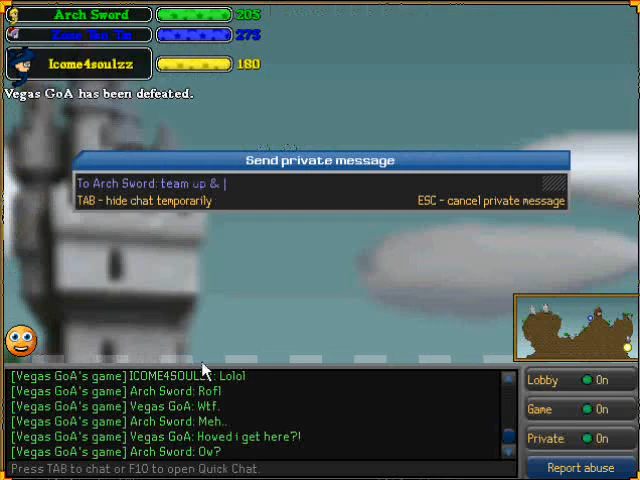 Arch Sword 205
Zezo Tan Tie 275
Icome4soulzz 180
Vegas GoA has been defeated.
Send private message
To Arch Sword: team up & |
TAB - hide chat temporarily
ESC - cancel private message
[Vegas GoA's game] ICOME4SOULZZ: Lolol
[Vegas GoA's game] Arch Sword: Rofl
[Vegas GoA's game] Vegas GoA: Wtf.
[Vegas GoA's game] Arch Sword: Meh..
[Vegas GoA's game] Vegas GoA: Howed i get here?!
[Vegas GoA's game] Arch Sword: Ow?
Press TAB to chat or F10 to open Quick Chat.
Lobby On
Game On
Private On
Report abuse